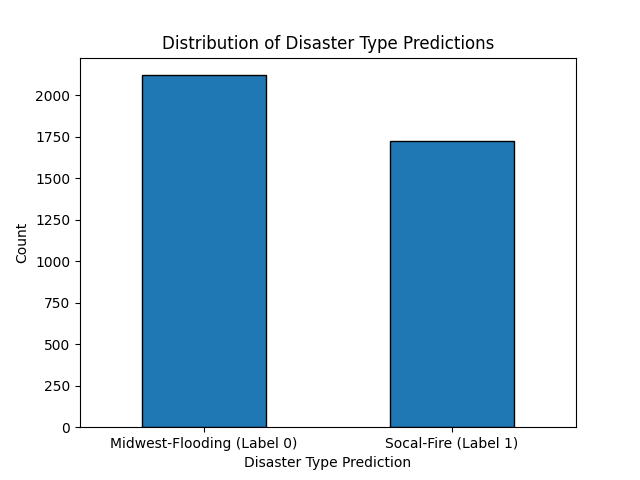 Distribution of Disaster Type Predictions
2000
1750
1500
1250
1000
750
500
250
0
Count
Midwest-Flooding (Label 0)
Socal-Fire (Label 1)
Disaster Type Prediction